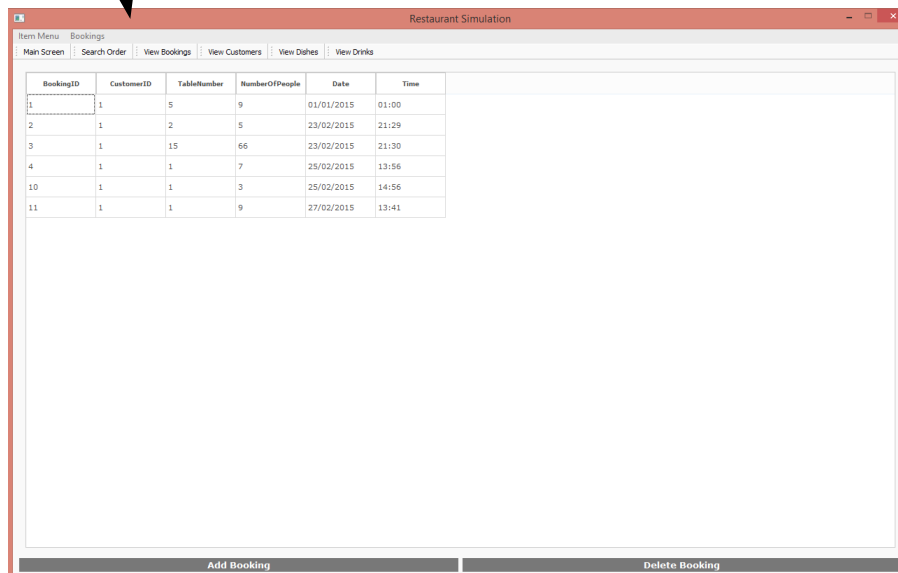 Restaurant Simulation
Item Menu Bookings
Main Screen Search Order View Bookings View Customers View Dishes View Drinks
BookingID CustomerID TableNumber NumberOfPeople Date Time
1 1 5 9 01/01/2015 01:00
2 1 2 5 23/02/2015 21:29
3 1 15 66 23/02/2015 21:30
4 1 1 7 25/02/2015 13:56
10 1 1 3 25/02/2015 14:56
11 1 1 9 27/02/2015 13:41
Add Booking Delete Booking